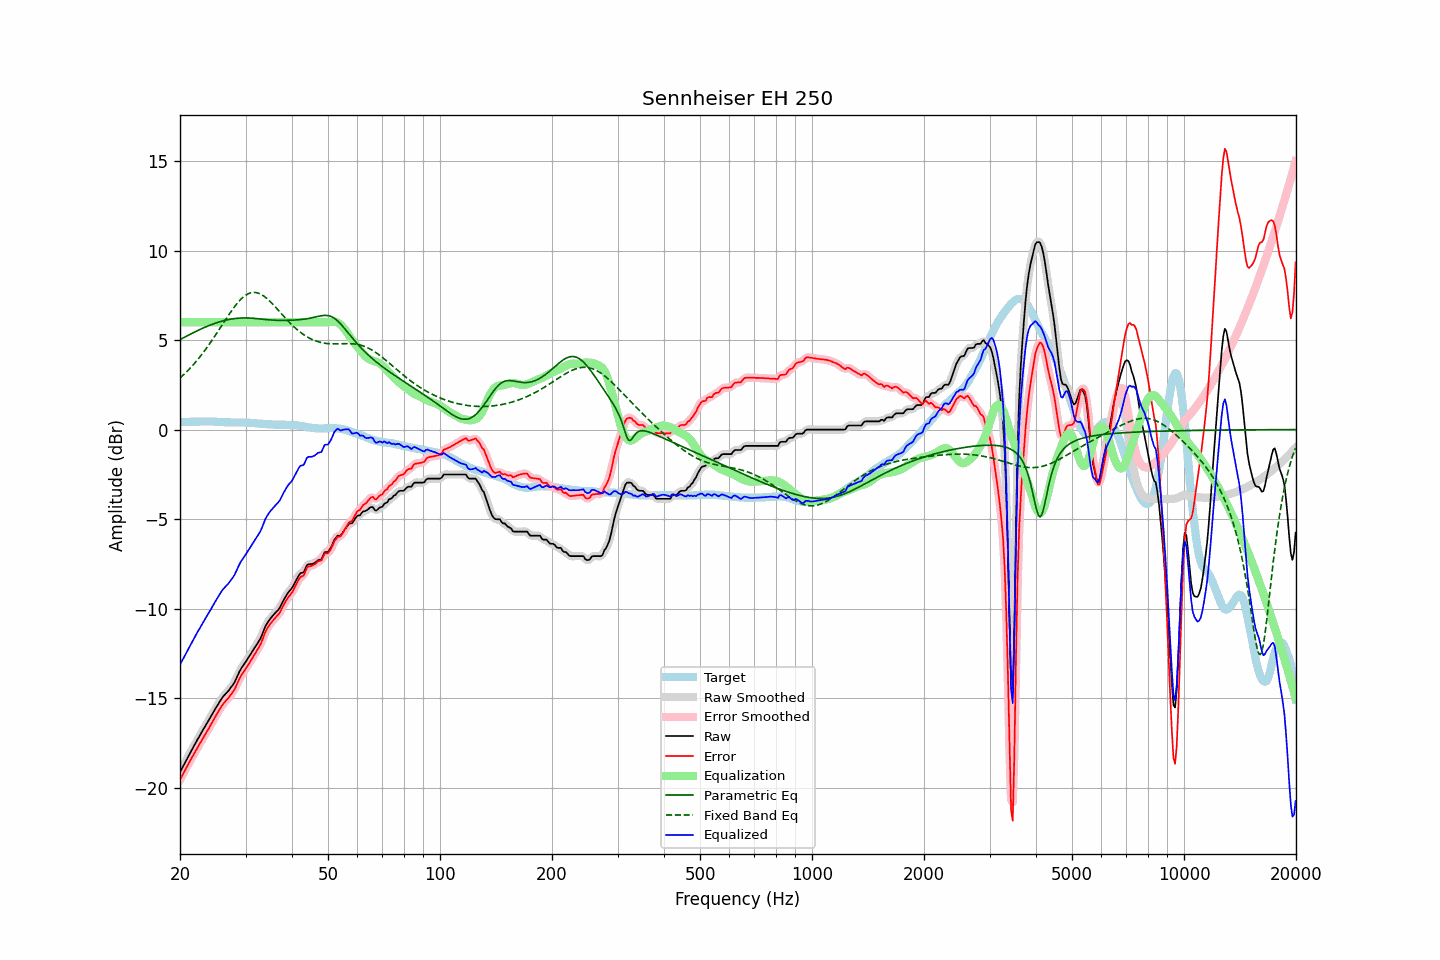 Sennheiser EH 250
Amplitude (dBr)
15
10
5
0
−5
−10
−15
−20
Target
Raw Smoothed
Error Smoothed
Raw
Error
Equalization
Parametric Eq
Fixed Band Eq
Equalized
20 50 100 200 500 1000 2000 5000 10000 20000
Frequency (Hz)